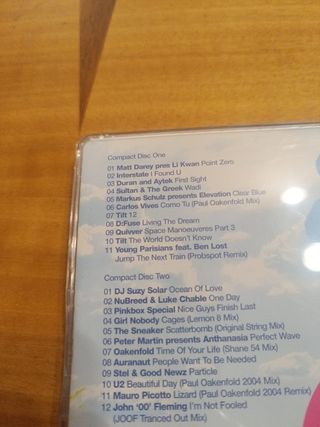 Compact Disc One
01 Matt Darey pres Li Kwan Point Zero
02 Interstate I Found U
03 Duran and Aytek First Sight
04 Sultan & The Greek Wadi
05 Markus Schulz presents Elevation Clear Blue
06 Carlos Vives Como Tu (Paul Oakenfold Mix)
07 Tilt 12
08 D:Fuse Living The Dream
09 Quivver Space Manoeuvres Part 3
10 Tilt The World Doesn't Know
11 Young Parisians feat. Ben Lost
Jump The Next Train (Probspot Remix)
Compact Disc Two
01 DJ Suzy Solar Ocean Of Love
02 NuBreed & Luke Chable One Day
03 Pinkbox Special Nice Guys Finish Last
04 Girl Nobody Cages (Lemon 8 Mix)
05 The Sneaker Scatterbomb (Original String Mix)
06 Peter Martin presents Anthanasia Perfect Wave
07 Oakenfold Time Of Your Life (Shane 54 Mix)
08 Auranaut People Want To Be Needed
09 Stel & Good Newz Particle
10 U2 Beautiful Day (Paul Oakenfold 2004 Mix)
11 Mauro Picotto Lizard (Paul Oakenfold 2004 Remix)
12 John '00' Fleming I'm Not Fooled
(JOOF Tranced Out Mix)